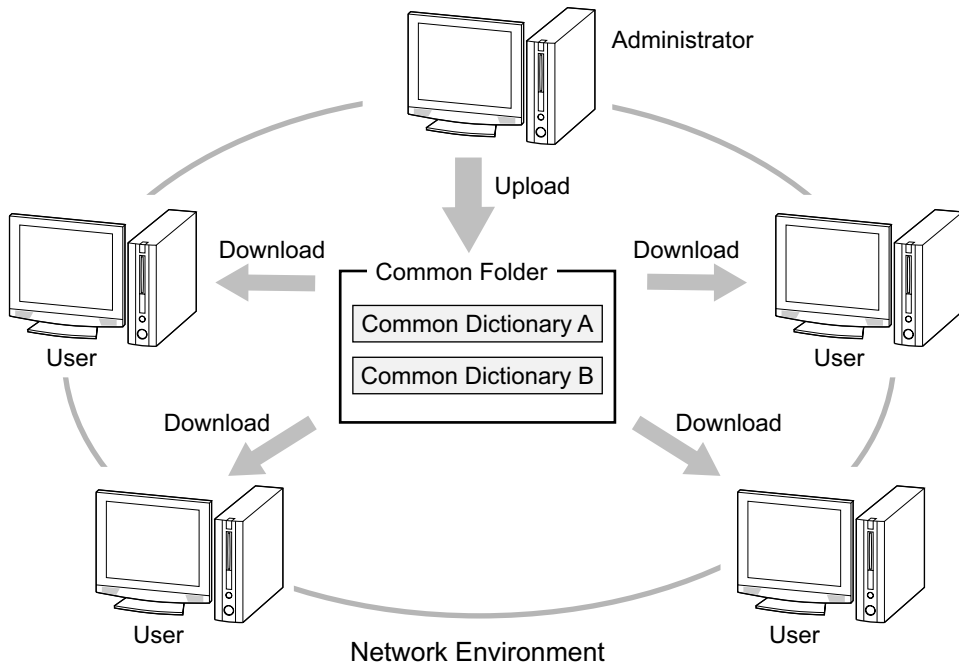 Administrator
Upload
Download
Download
Common Folder
Common Dictionary A
User
User
Common Dictionary B
Download
Download
User
User
Network Environment